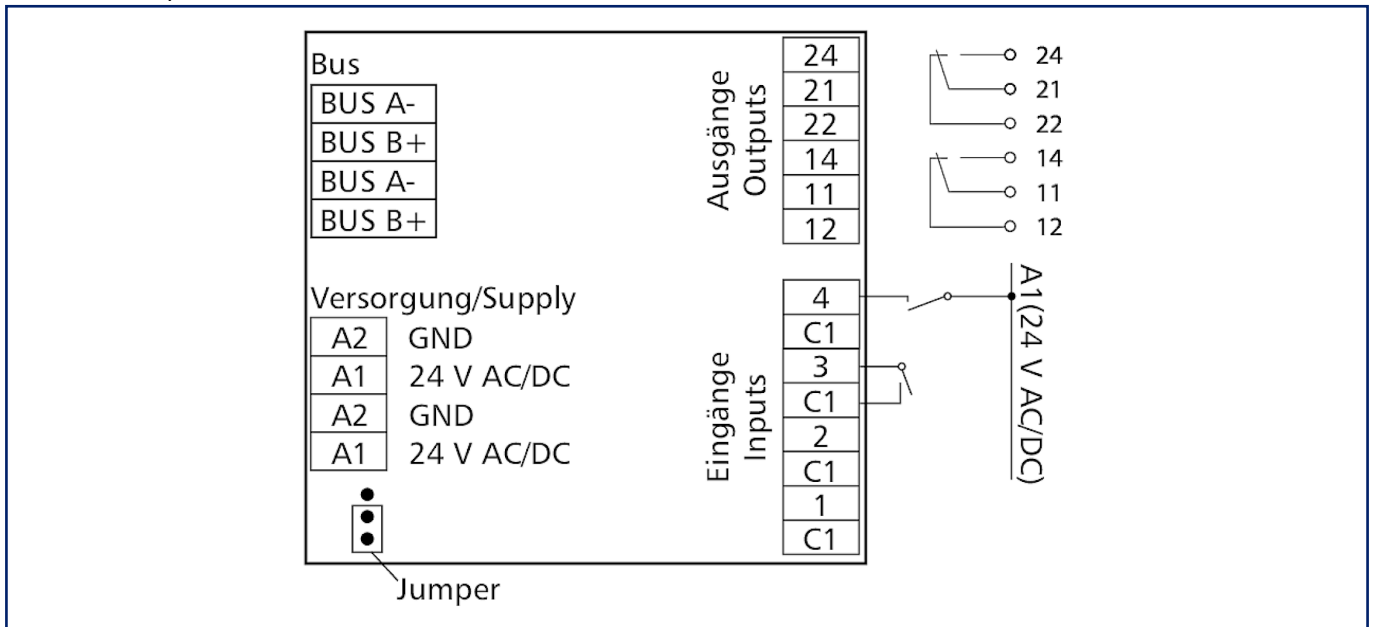 Bus
BUS A-
BUS B+
BUS A-
BUS B+
Versorgung/Supply
A2 GND
A1 24 V AC/DC
A2 GND
A1 24 V AC/DC
Jumper
Ausgänge
Outputs
24
21
22
14
11
12
Eingänge
Inputs
4
C1
3
C1
2
C1
1
C1
24
21
22
14
11
12
A1(24 V AC/DC)